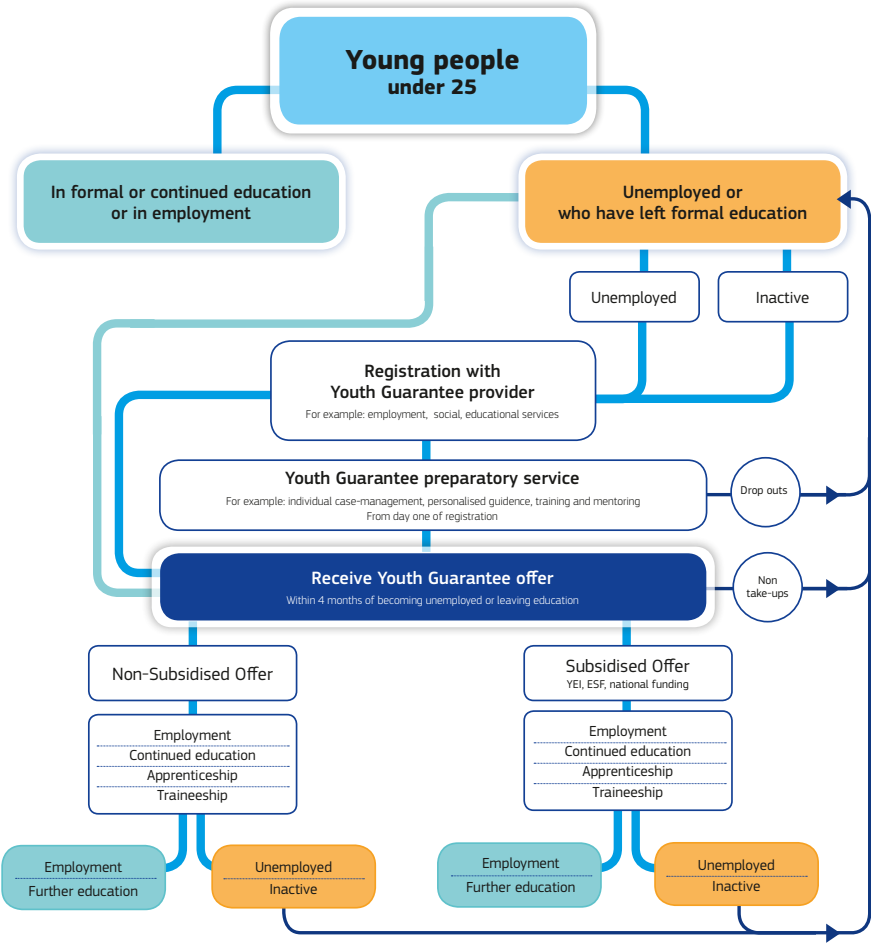 Young people
under 25
In formal or continued education
or in employment
Unemployed or
who have left formal education
Unemployed
Inactive
Registration with
Youth Guarantee provider
For example: employment, social, educational services
Youth Guarantee preparatory service
For example: individual case-management, personalised guidance, training and mentoring
From day one of registration
Drop outs
Receive Youth Guarantee offer
Within 4 months of becoming unemployed or leaving education
Non
take-ups
Non-Subsidised Offer
Subsidised Offer
YEI, ESF, national funding
Employment
Continued education
Apprenticeship
Traineeship
Employment
Continued education
Apprenticeship
Traineeship
Employment
Further education
Unemployed
Inactive
Employment
Further education
Unemployed
Inactive